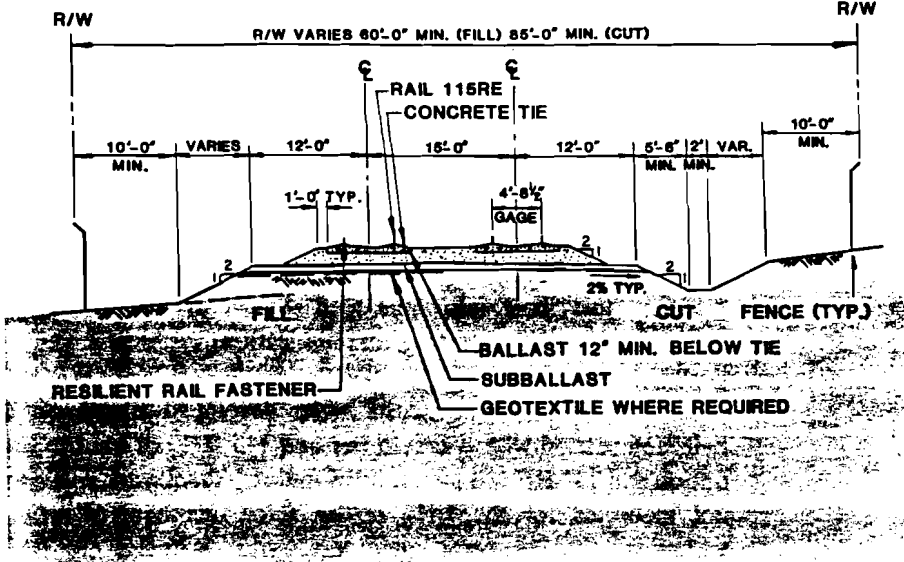 R/W
R/W
R/W VARIES 60'-0" MIN. (FILL) 85'-0" MIN. (CUT)
℄
℄
RAIL 115RE
CONCRETE TIE
10'-0"
MIN.
VARIES
12'-0"
15'-0"
12'-0"
5'-6"
MIN.
2'
MIN.
VAR.
10'-0"
MIN.
1'-0" TYP.
4'-8½"
GAGE
2
1
2
1
2
1
2% TYP.
FILL
CUT
FENCE (TYP.)
BALLAST 12" MIN. BELOW TIE
RESILIENT RAIL FASTENER
SUBBALLAST
GEOTEXTILE WHERE REQUIRED